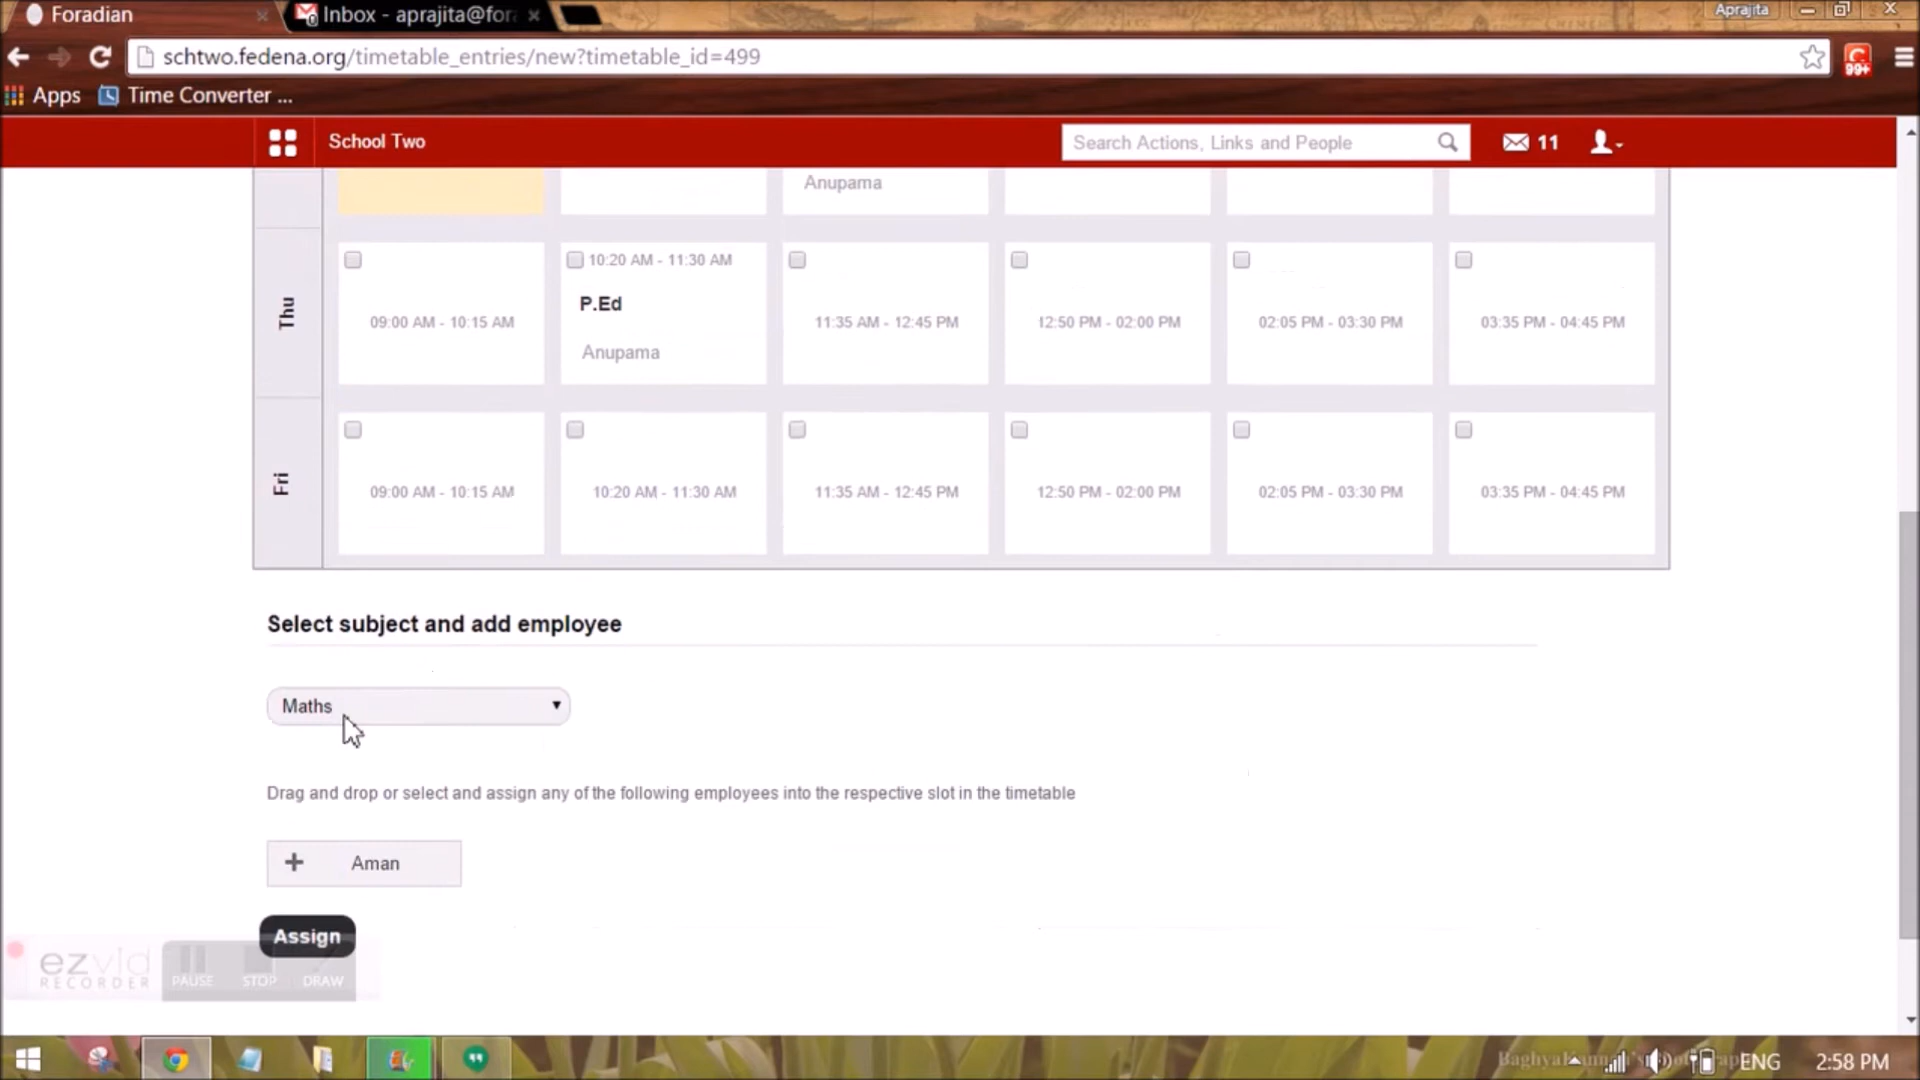 Foradian
Inbox - aprajita@fora
Aprajita
schtwo.fedena.org/timetable_entries/new?timetable_id=499
99+
Apps
Time Converter ...
School Two
Search Actions, Links and People
11
Anupama
Thu
09:00 AM - 10:15 AM
10:20 AM - 11:30 AM
P.Ed
Anupama
11:35 AM - 12:45 PM
12:50 PM - 02:00 PM
02:05 PM - 03:30 PM
03:35 PM - 04:45 PM
Fri
09:00 AM - 10:15 AM
10:20 AM - 11:30 AM
11:35 AM - 12:45 PM
12:50 PM - 02:00 PM
02:05 PM - 03:30 PM
03:35 PM - 04:45 PM
Select subject and add employee
Maths
Drag and drop or select and assign any of the following employees into the respective slot in the timetable
+ Aman
Assign
ezvid
RECORDER
PAUSE
STOP
DRAW
ENG
2:58 PM